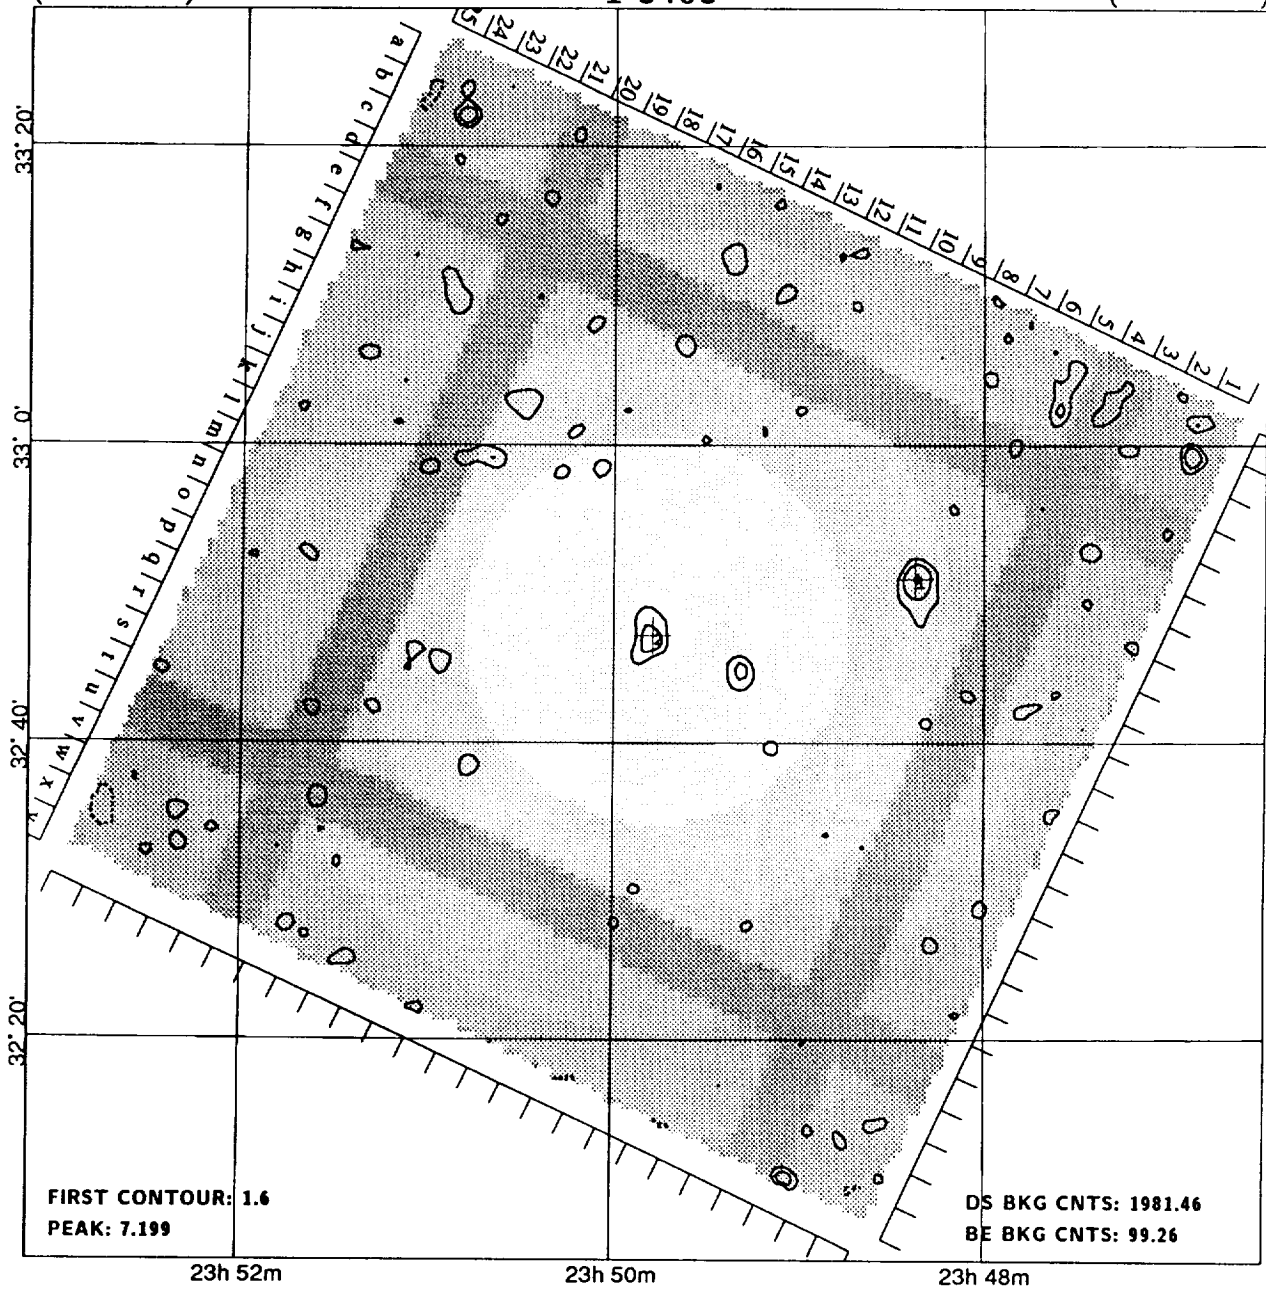 25 24 23 22 21 20 19 18 17 16 15 14 13 12 11 10 9 8 7 6 5 4 3 2 1
a b c d e f g h i j k l m n o p q r s t u v w x y
33° 20'
33° 0'
32° 40'
32° 20'
FIRST CONTOUR: 1.6
PEAK: 7.199
DS BKG CNTS: 1981.46
BE BKG CNTS: 99.26
23h 52m
23h 50m
23h 48m